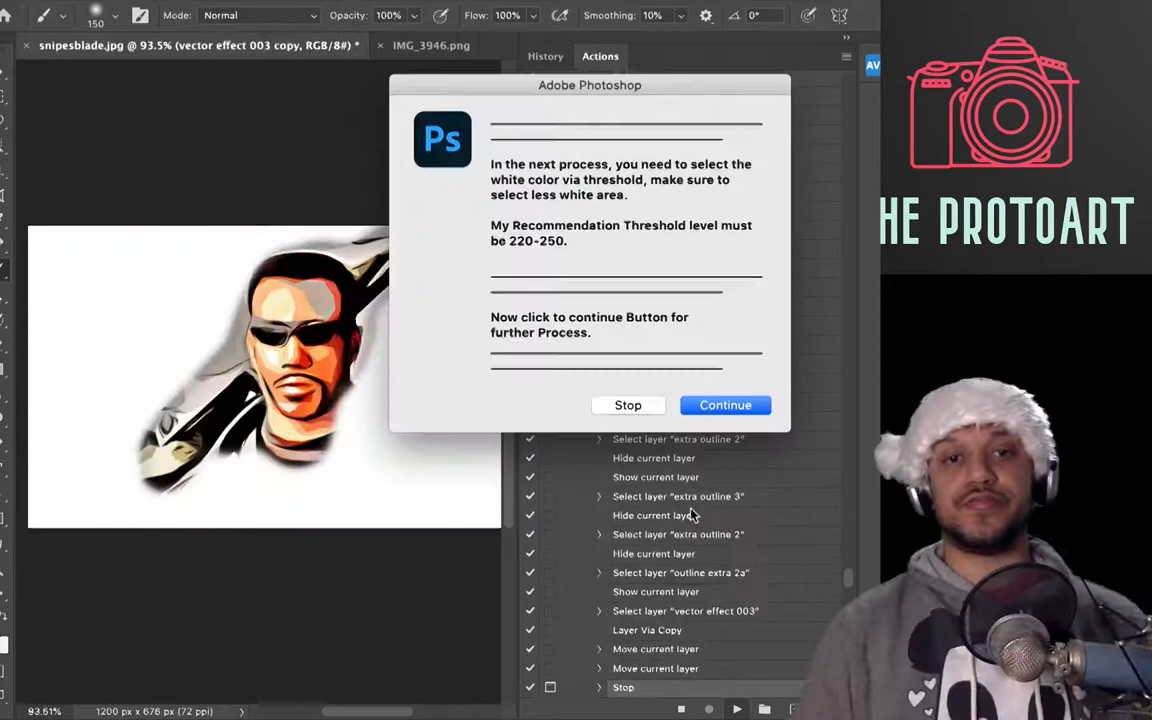 150
Mode: Normal
Opacity: 100%
Flow: 100%
Smoothing: 10%
0°
snipesblade.jpg @ 93.5% (vector effect 003 copy, RGB/8#) *
IMG_3946.png
History
Actions
AV
Adobe Photoshop
Ps
In the next process, you need to select the
white color via threshold, make sure to
select less white area.
My Recommendation Threshold level must
be 220-250.
Now click to continue Button for
further Process.
Stop
Continue
HE PROTOART
Select layer "extra outline 2"
Hide current layer
Show current layer
Select layer "extra outline 3"
Hide current layer
Select layer "extra outline 2"
Hide current layer
Select layer "outline extra 2a"
Show current layer
Select layer "vector effect 003"
Layer Via Copy
Move current layer
Move current layer
Stop
93.51%
1200 px x 676 px (72 ppi)